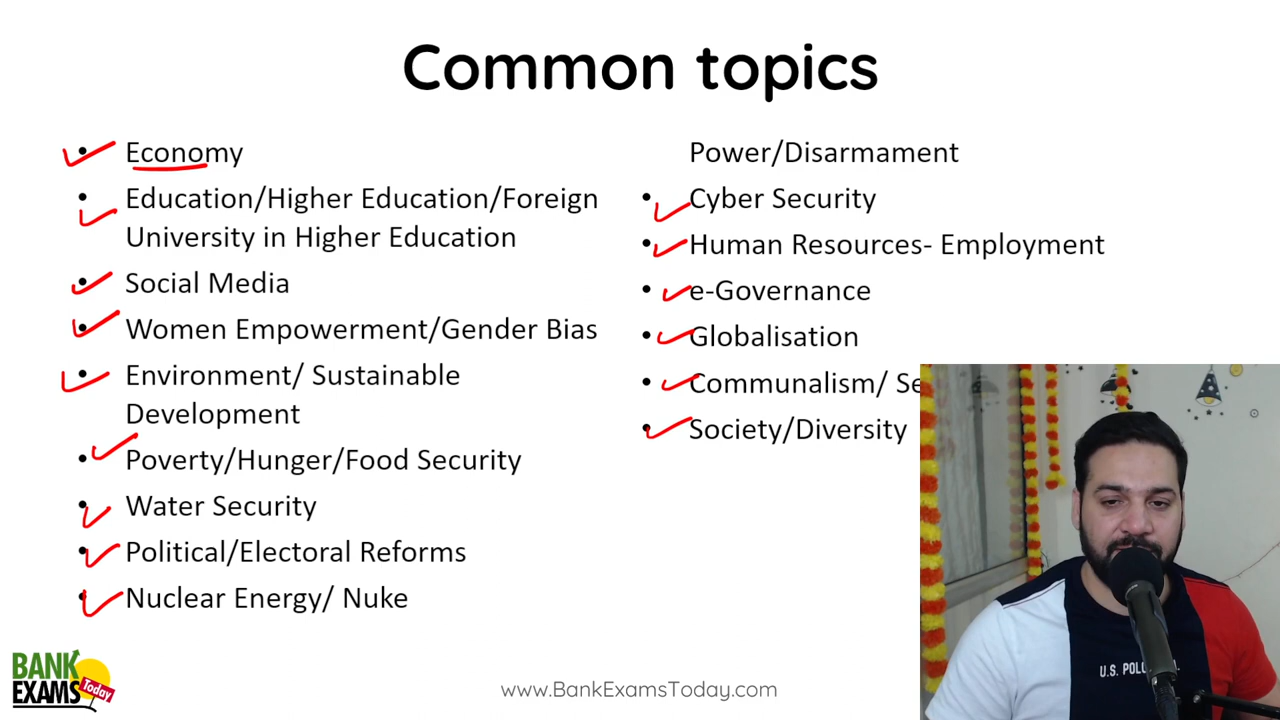 Common topics
• Economy
• Education/Higher Education/Foreign
University in Higher Education
• Social Media
• Women Empowerment/Gender Bias
• Environment/ Sustainable
Development
• Poverty/Hunger/Food Security
• Water Security
• Political/Electoral Reforms
• Nuclear Energy/ Nuke
Power/Disarmament
• Cyber Security
• Human Resources- Employment
• e-Governance
• Globalisation
• Communalism/
• Society/Diversity
U.S. POL
BANK
EXAMS
Today
www.BankExamsToday.com